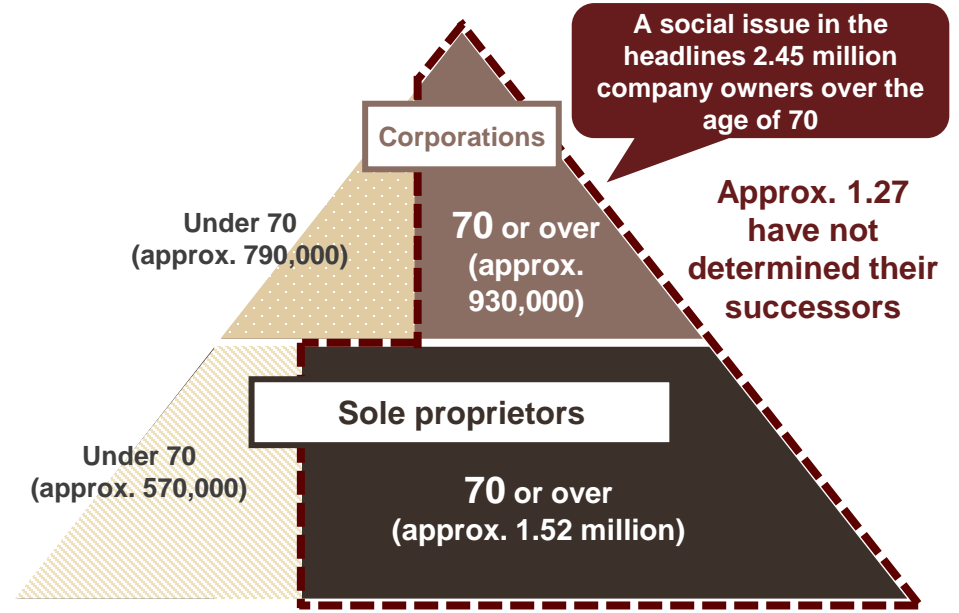 A social issue in the
headlines 2.45 million
company owners over the
age of 70
Corporations
Approx. 1.27
have not
determined their
successors
Under 70
(approx. 790,000)
70 or over
(approx.
930,000)
Sole proprietors
Under 70
(approx. 570,000)
70 or over
(approx. 1.52 million)